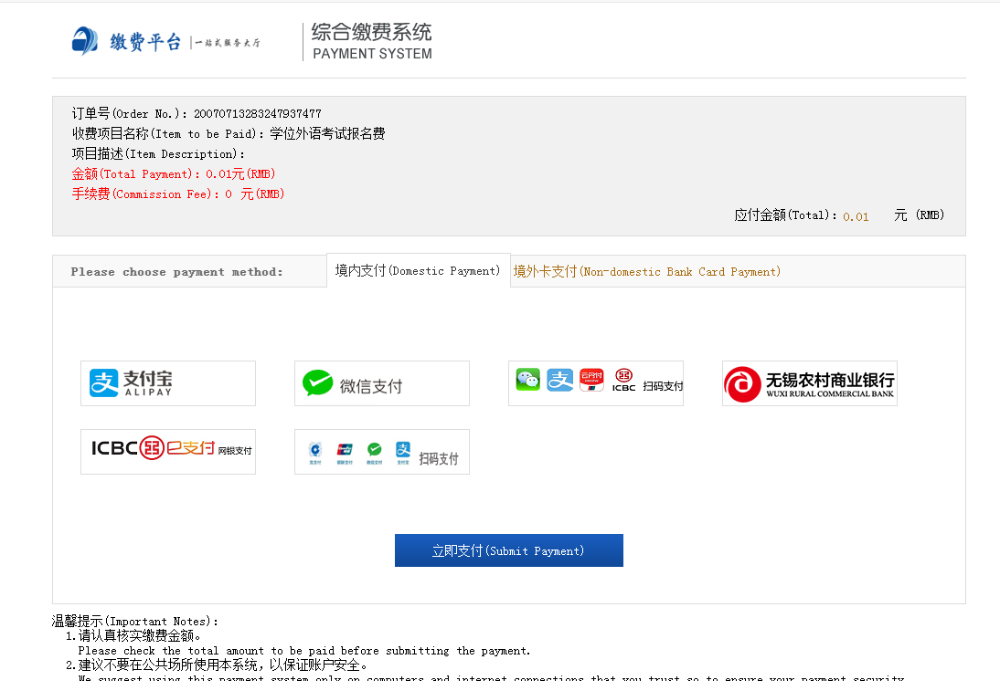 缴费平台 一站式服务大厅
综合缴费系统
PAYMENT SYSTEM
订单号(Order No.): 20070713283247937477
收费项目名称(Item to be Paid): 学位外语考试报名费
项目描述(Item Description):
金额(Total Payment): 0.01元(RMB)
手续费(Commission Fee): 0 元(RMB)
应付金额(Total): 0.01 元 (RMB)
Please choose payment method: 境内支付(Domestic Payment) 境外卡支付(Non-domestic Bank Card Payment)
支付宝
ALIPAY
微信支付
支 云闪付 ICBC 扫码支付
无锡农村商业银行
WUXI RURAL COMMERCIAL BANK
ICBC e支付 网银支付
支 扫码支付
立即支付(Submit Payment)
温馨提示(Important Notes):
1.请认真核实缴费金额。
Please check the total amount to be paid before submitting the payment.
2.建议不要在公共场所使用本系统，以保证账户安全。
We suggest using this payment system only on computers and internet connections that you trust so to ensure your payment security